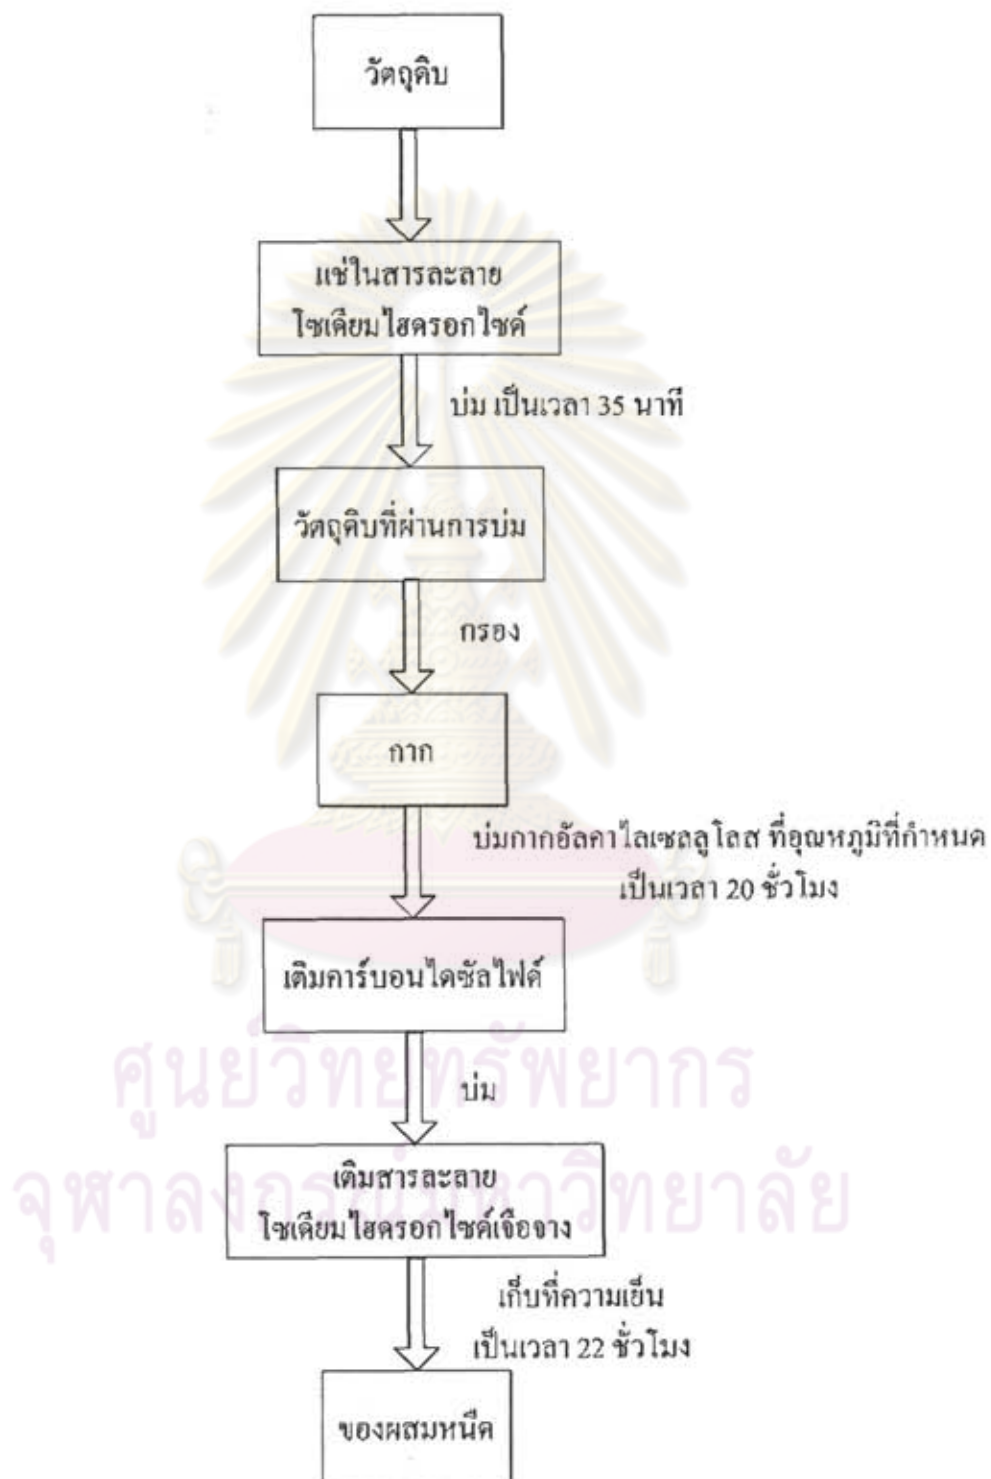 วัตถุดิบ
แช่ในสารละลาย
โซเดียมไฮดรอกไซด์
บ่ม เป็นเวลา 35 นาที
วัตถุดิบที่ผ่านการบ่ม
กรอง
กาก
บ่มกากอัลคาไลเซลลูโลส ที่อุณหภูมิที่กำหนด
เป็นเวลา 20 ชั่วโมง
เติมคาร์บอนไดซัลไฟด์
ศูนย์วิทยทรัพยากร
บ่ม
เติมสารละลาย
จุฬาลงกรณ์มหาวิทยาลัย
โซเดียมไฮดรอกไซด์เจือจาง
เก็บที่ความเย็น
เป็นเวลา 22 ชั่วโมง
ของผสมหนืด